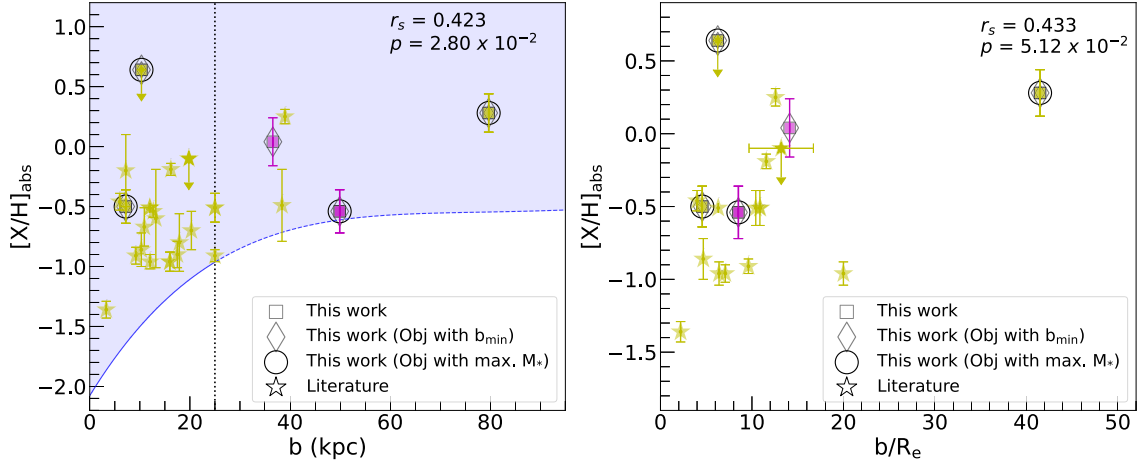 r_s = 0.423
p = 2.80 x 10^-2
[X/H]_abs
1.0
0.5
0.0
−0.5
−1.0
−1.5
−2.0
This work
This work (Obj with b_min)
This work (Obj with max. M_*)
Literature
0
20
40
60
80
b (kpc)
r_s = 0.433
p = 5.12 x 10^-2
[X/H]_abs
0.5
0.0
−0.5
−1.0
−1.5
This work
This work (Obj with b_min)
This work (Obj with max. M_*)
Literature
0
10
20
30
40
50
b/R_e